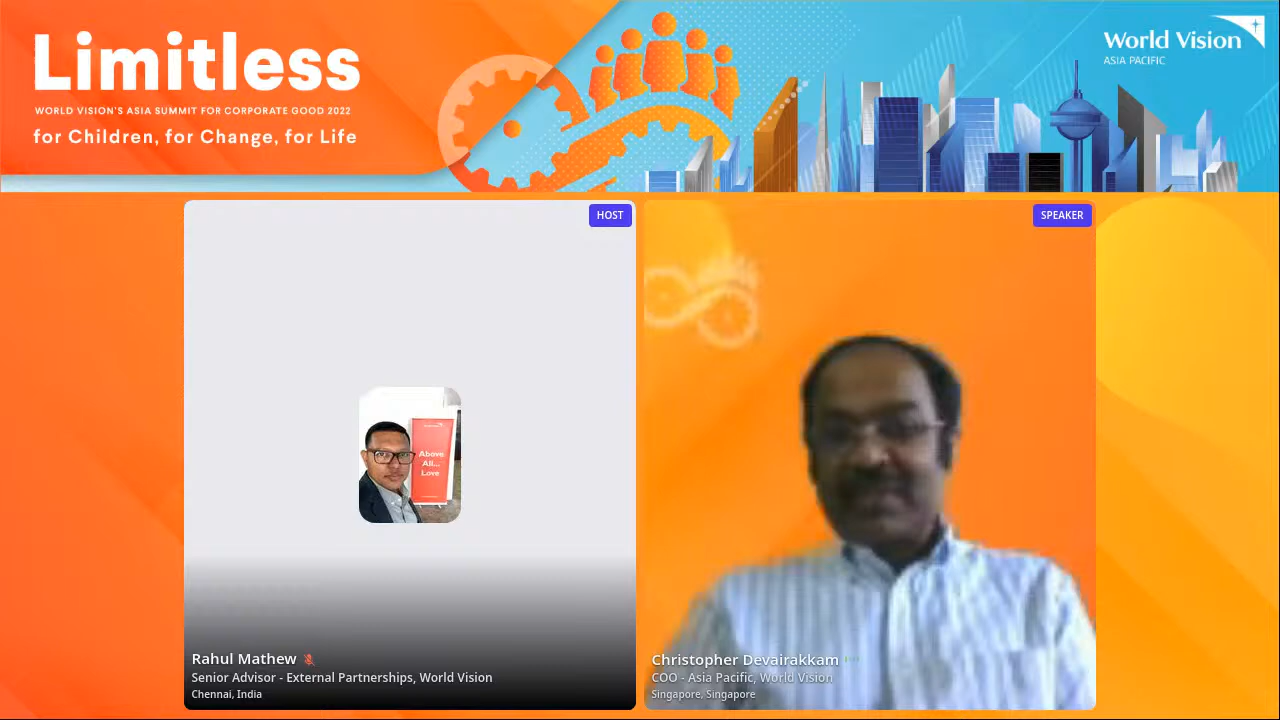 Limitless
WORLD VISION'S ASIA SUMMIT FOR CORPORATE GOOD 2022
for Children, for Change, for Life
World Vision
ASIA PACIFIC
HOST
SPEAKER
Above
All...
Love
Rahul Mathew
Senior Advisor - External Partnerships, World Vision
Chennai, India
Christopher Devairakkam
COO - Asia Pacific, World Vision
Singapore, Singapore